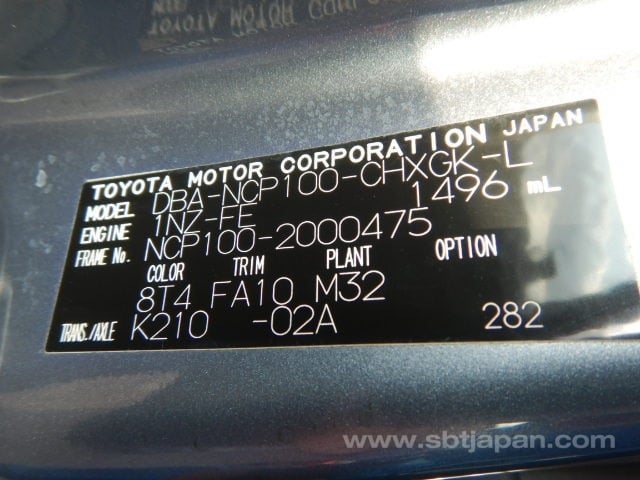 TOYOTA MOTOR CORPORATION JAPAN
MODEL DBA-NCP100-CHXGK-L
ENGINE 1NZ-FE 1496 mL
FRAME No. NCP100-2000475
COLOR TRIM PLANT OPTION
8T4 FA10 M32
TRANS./AXLE K210 -02A 282
www.sbtjapan.com